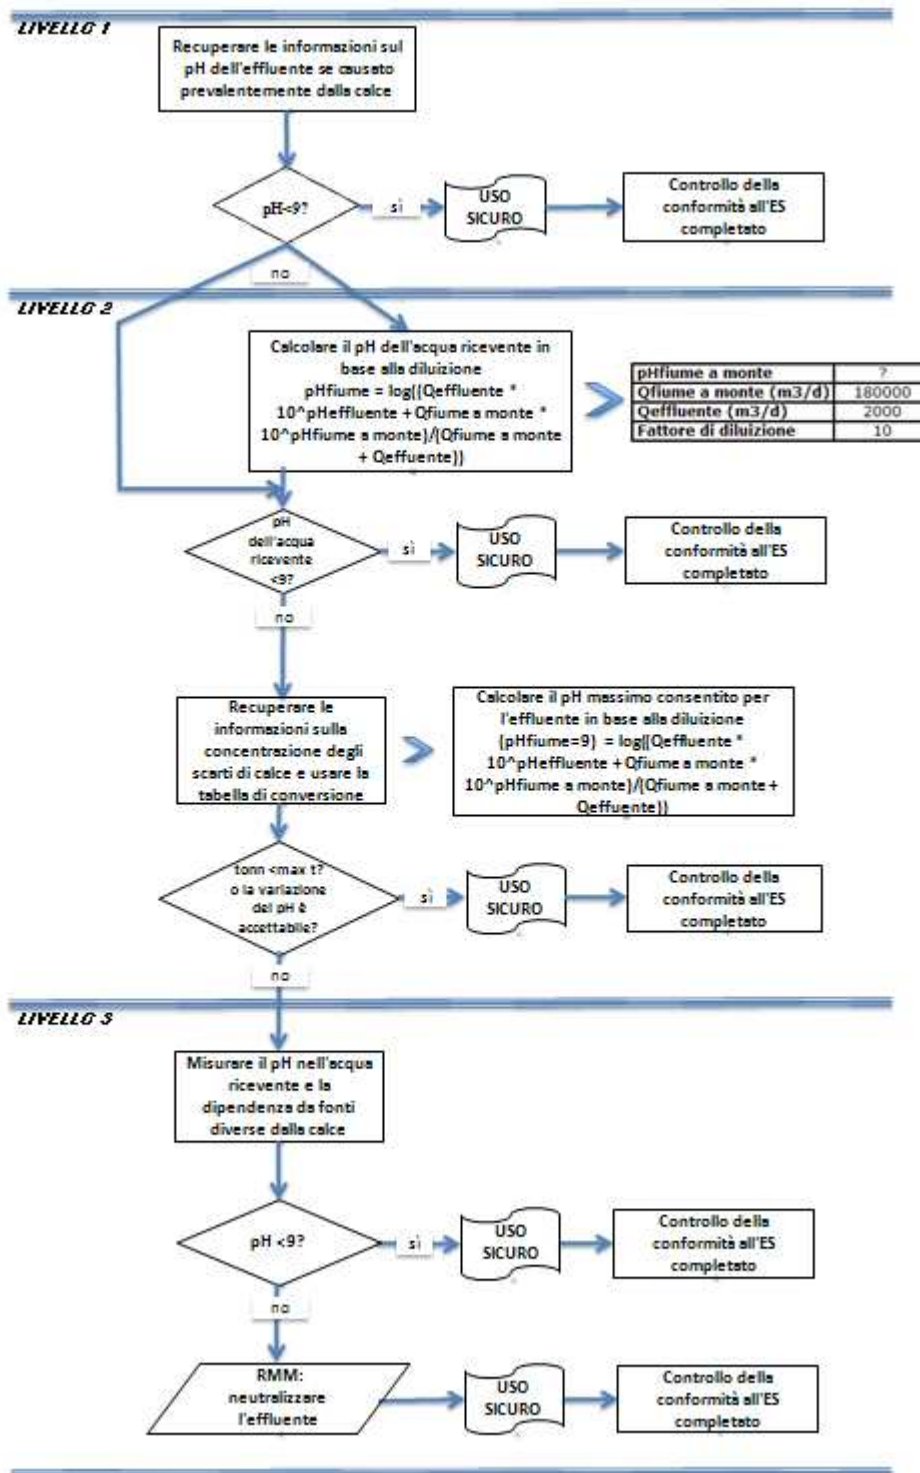 LIVELLO 1
Recuperare le informazioni sul
pH dell'effluente se causato
prevalentemente dalla calce
pH<9?
sì
USO
SICURO
Controllo della
conformità all'ES
completato
no
LIVELLO 2
Calcolare il pH dell'acqua ricevente in
base alla diluizione
pHfiume = log((Qeffluente *
10^pHeffluente + Qfiume a monte *
10^pHfiume a monte)/(Qfiume a monte
+ Qeffuente))
pHfiume a monte ?
Qfiume a monte (m3/d) 180000
Qeffluente (m3/d) 2000
Fattore di diluizione 10
pH
dell'acqua
ricevente
<9?
sì
USO
SICURO
Controllo della
conformità all'ES
completato
no
Recuperare le
informazioni sulla
concentrazione degli
scarti di calce e usare la
tabella di conversione
Calcolare il pH massimo consentito per
l'effluente in base alla diluizione
(pHfiume=9) = log((Qeffluente *
10^pHeffluente + Qfiume a monte *
10^pHfiume a monte)/(Qfiume a monte +
Qeffuente))
tonn <max t?
o la variazione
del pH è
accettabile?
sì
USO
SICURO
Controllo della
conformità all'ES
completato
no
LIVELLO 3
Misurare il pH nell'acqua
ricevente e la
dipendenza da fonti
diverse dalla calce
pH <9?
sì
USO
SICURO
Controllo della
conformità all'ES
completato
no
RMM:
neutralizzare
l'effluente
USO
SICURO
Controllo della
conformità all'ES
completato